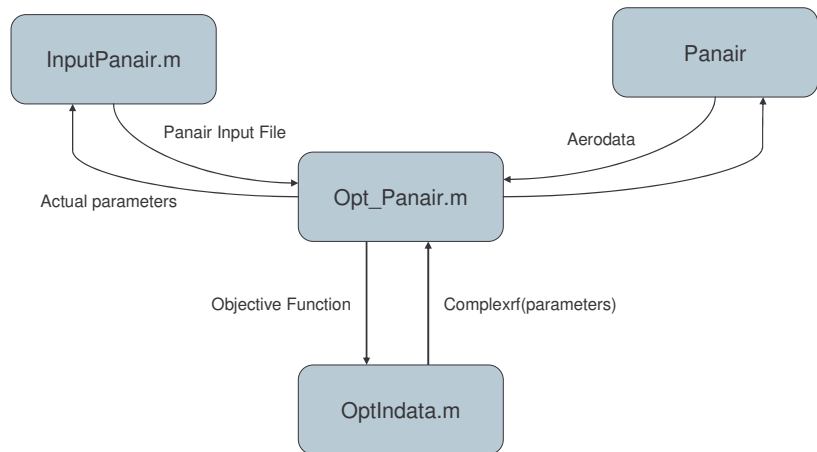 InputPanair.m
Panair
Panair Input File
Aerodata
Actual parameters
Opt_Panair.m
Objective Function
Complexrf(parameters)
OptIndata.m